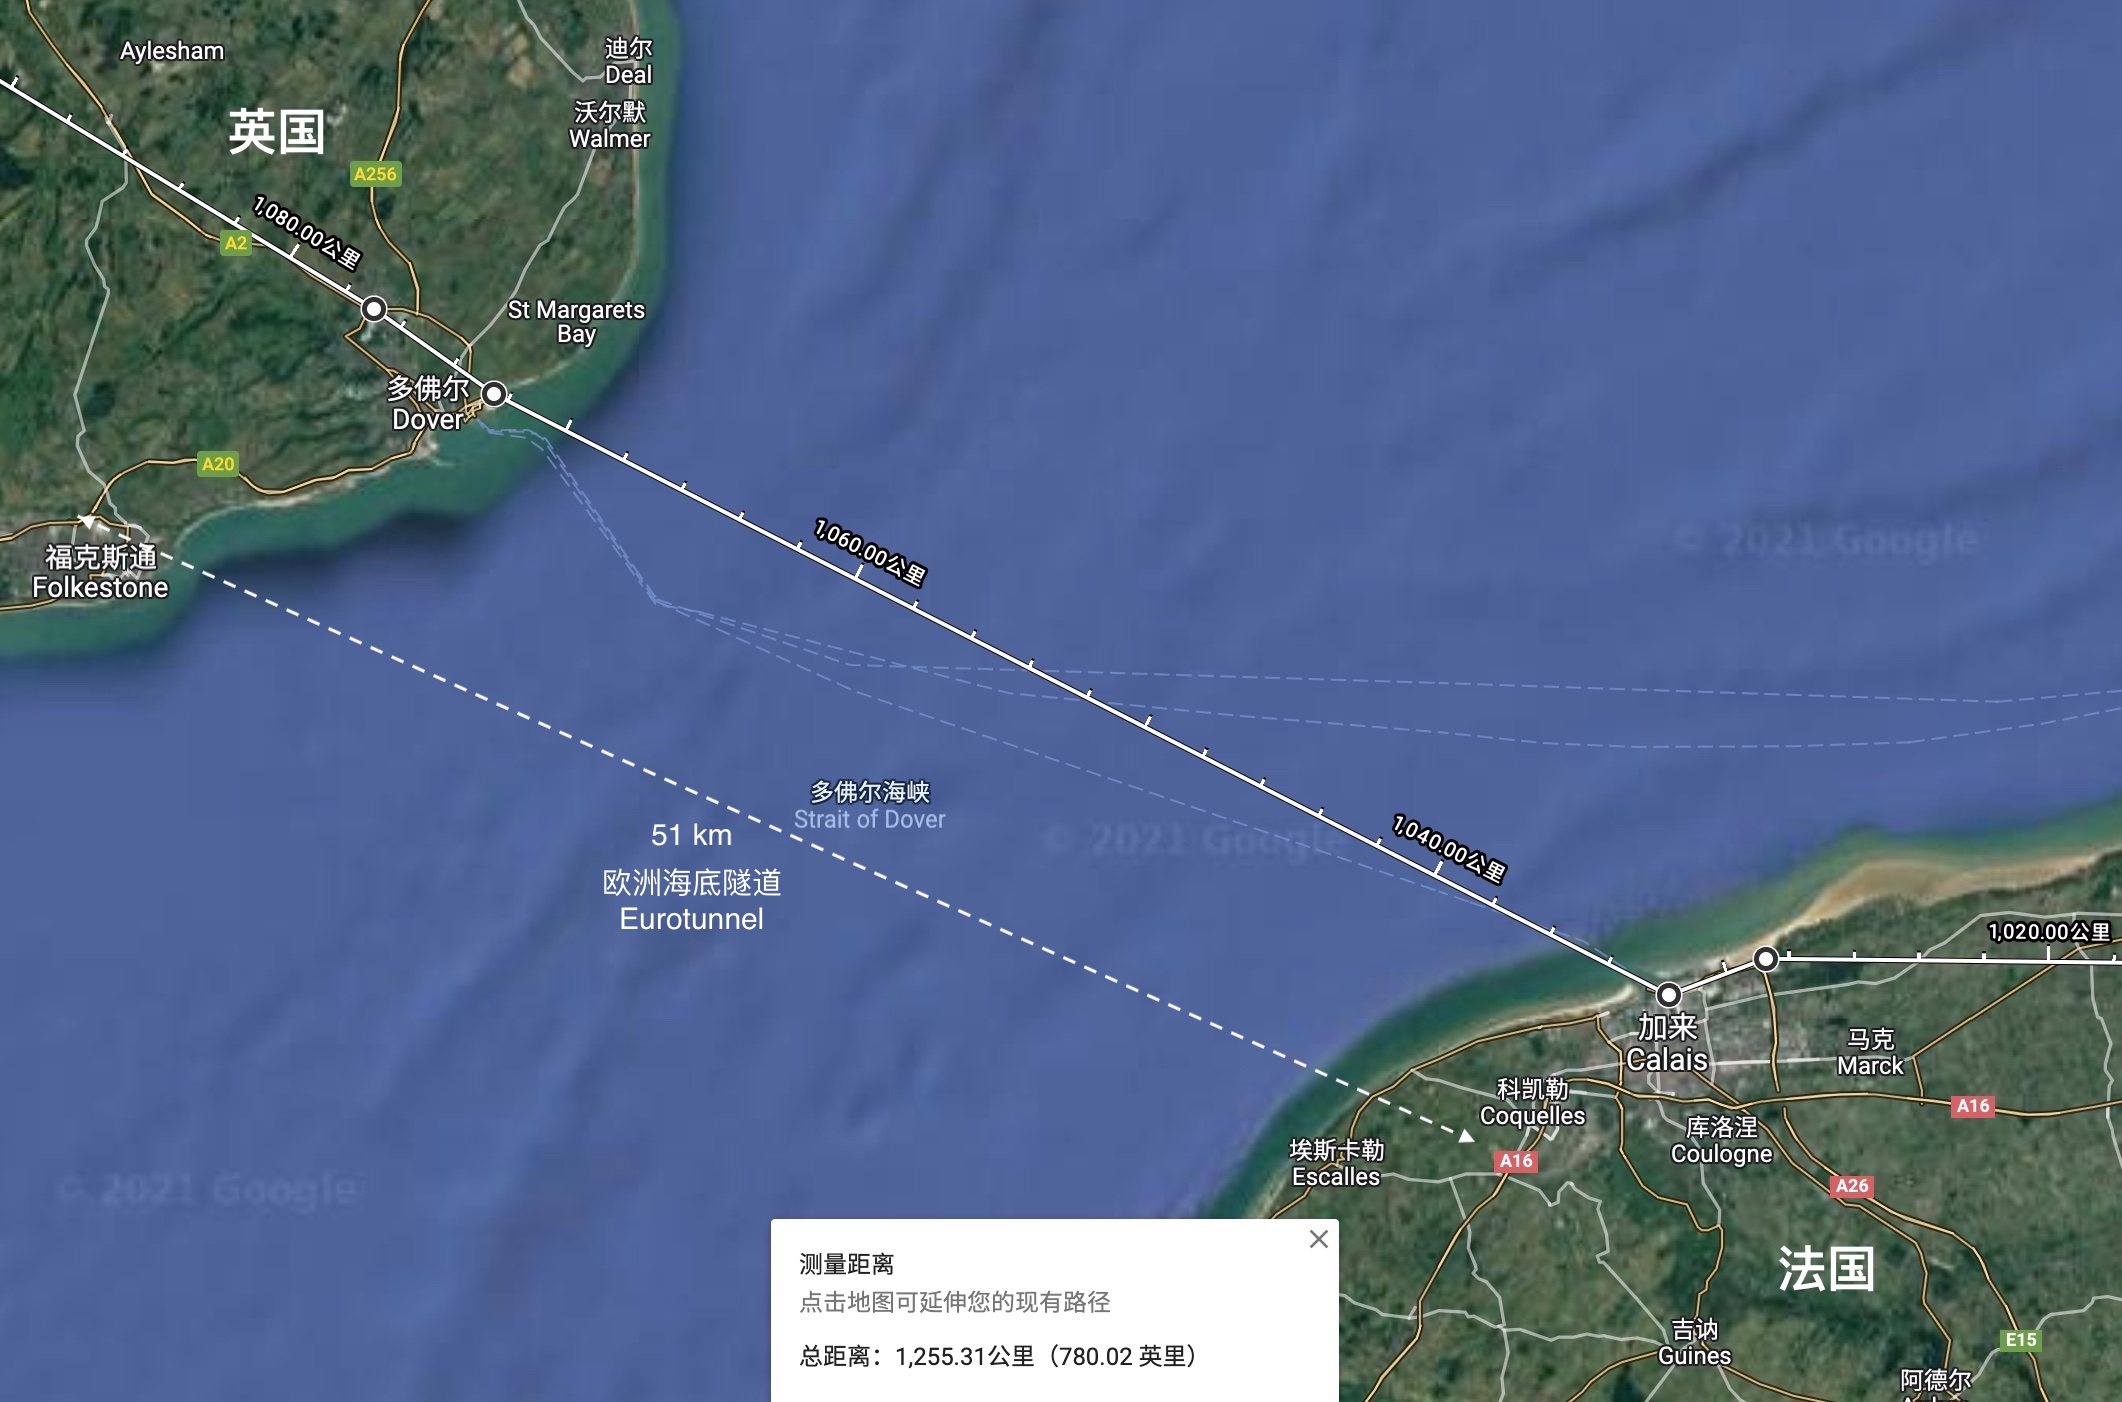 Aylesham
英国
迪尔
Deal
沃尔默
Walmer
A256
1,080.00公里
A2
St Margarets
Bay
多佛尔
Dover
A20
福克斯通
Folkestone
1,060.00公里
© 2021 Google
多佛尔海峡
Strait of Dover
© 2021 Google
51 km
欧洲海底隧道
Eurotunnel
1,040.00公里
1,020.00公里
加来
Calais
马克
Marck
科凯勒
Coquelles
A16
库洛涅
Coulogne
埃斯卡勒
Escalles
A16
A26
© 2021 Google
法国
吉讷
Guines
E15
阿德尔
测量距离
点击地图可延伸您的现有路径
总距离：1,255.31公里（780.02 英里）